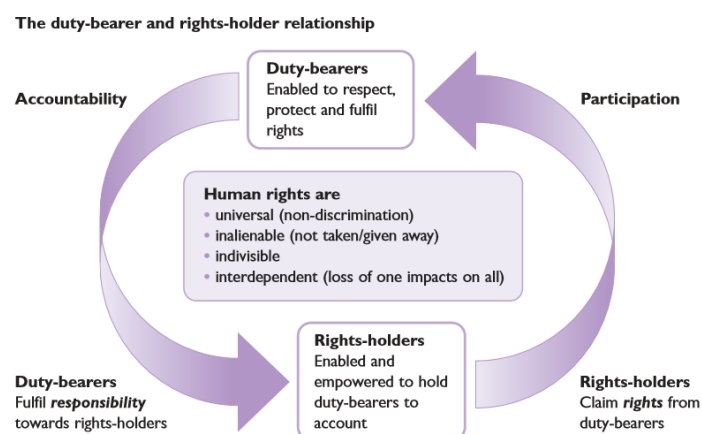 The duty-bearer and rights-holder relationship
Duty-bearers
Enabled to respect,
protect and fulfil
rights
Accountability
Participation
Human rights are
• universal (non-discrimination)
• inalienable (not taken/given away)
• indivisible
• interdependent (loss of one impacts on all)
Rights-holders
Enabled and
empowered to hold
duty-bearers to
account
Duty-bearers
Fulfil responsibility
towards rights-holders
Rights-holders
Claim rights from
duty-bearers